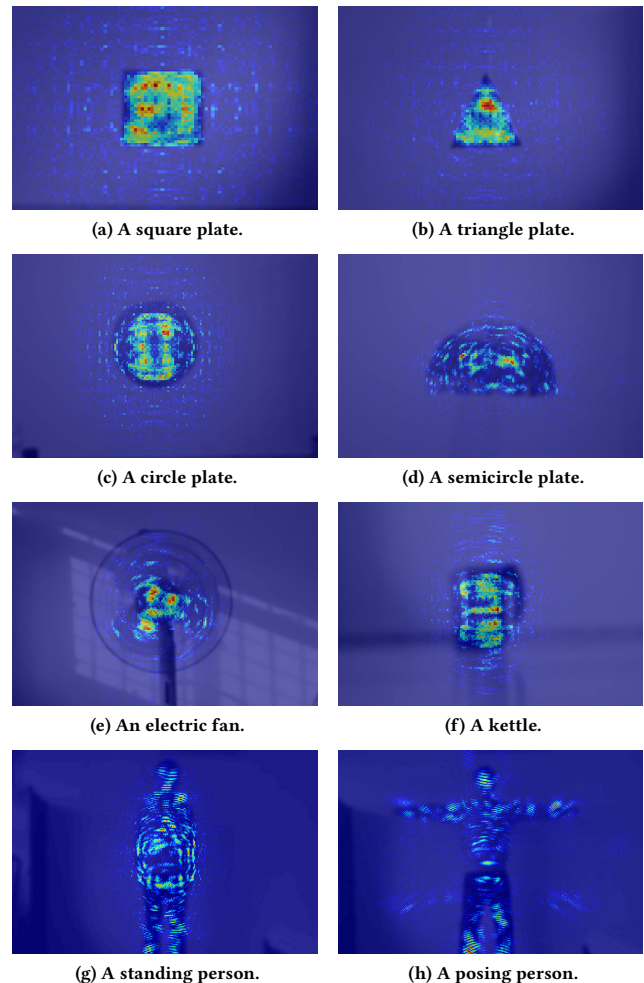 (a) A square plate.
(b) A triangle plate.
(c) A circle plate.
(d) A semicircle plate.
(e) An electric fan.
(f) A kettle.
(g) A standing person.
(h) A posing person.